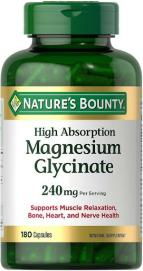 NATURE'S BOUNTY
High Absorption
Magnesium
Glycinate
240 mg Per Serving
Supports Muscle Relaxation,
Bone, Heart, and Nerve Health
180 Capsules
MINERAL SUPPLEMENT